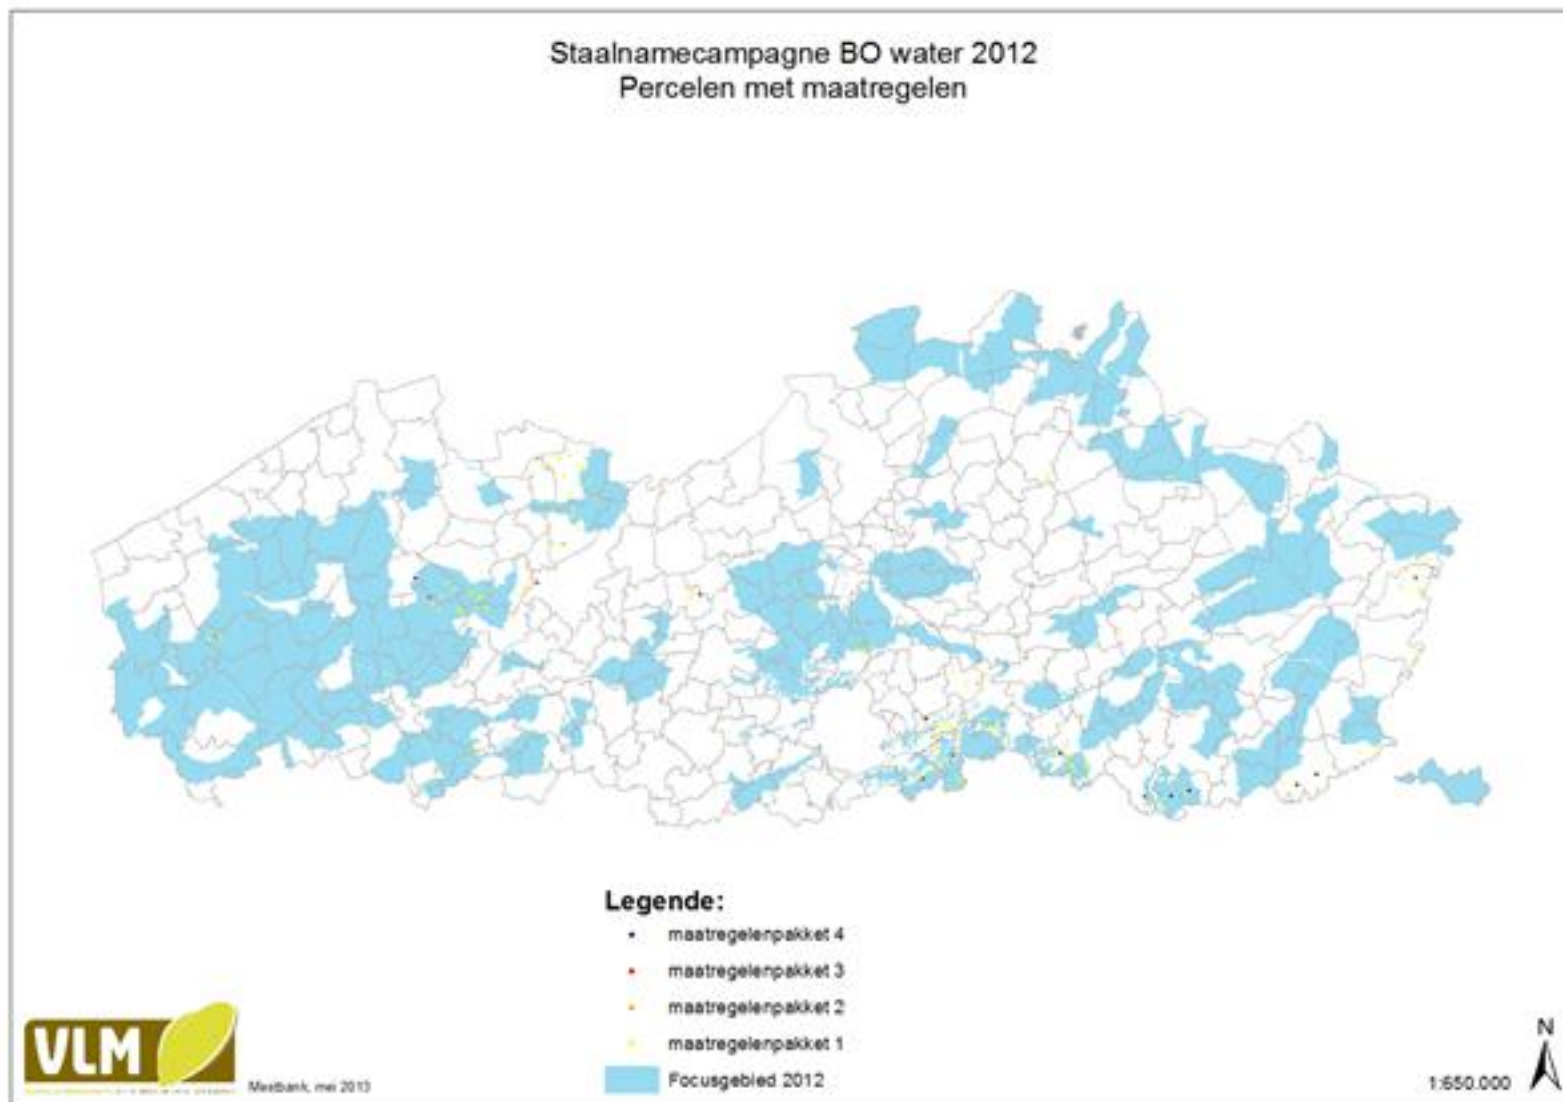 Staalnamecampagne BO water 2012
Percelen met maatregelen
Legende:
maatregelenpakket 4
maatregelenpakket 3
maatregelenpakket 2
maatregelenpakket 1
Focusgebied 2012
VLM
Mestbank, mei 2013
N
1:650.000